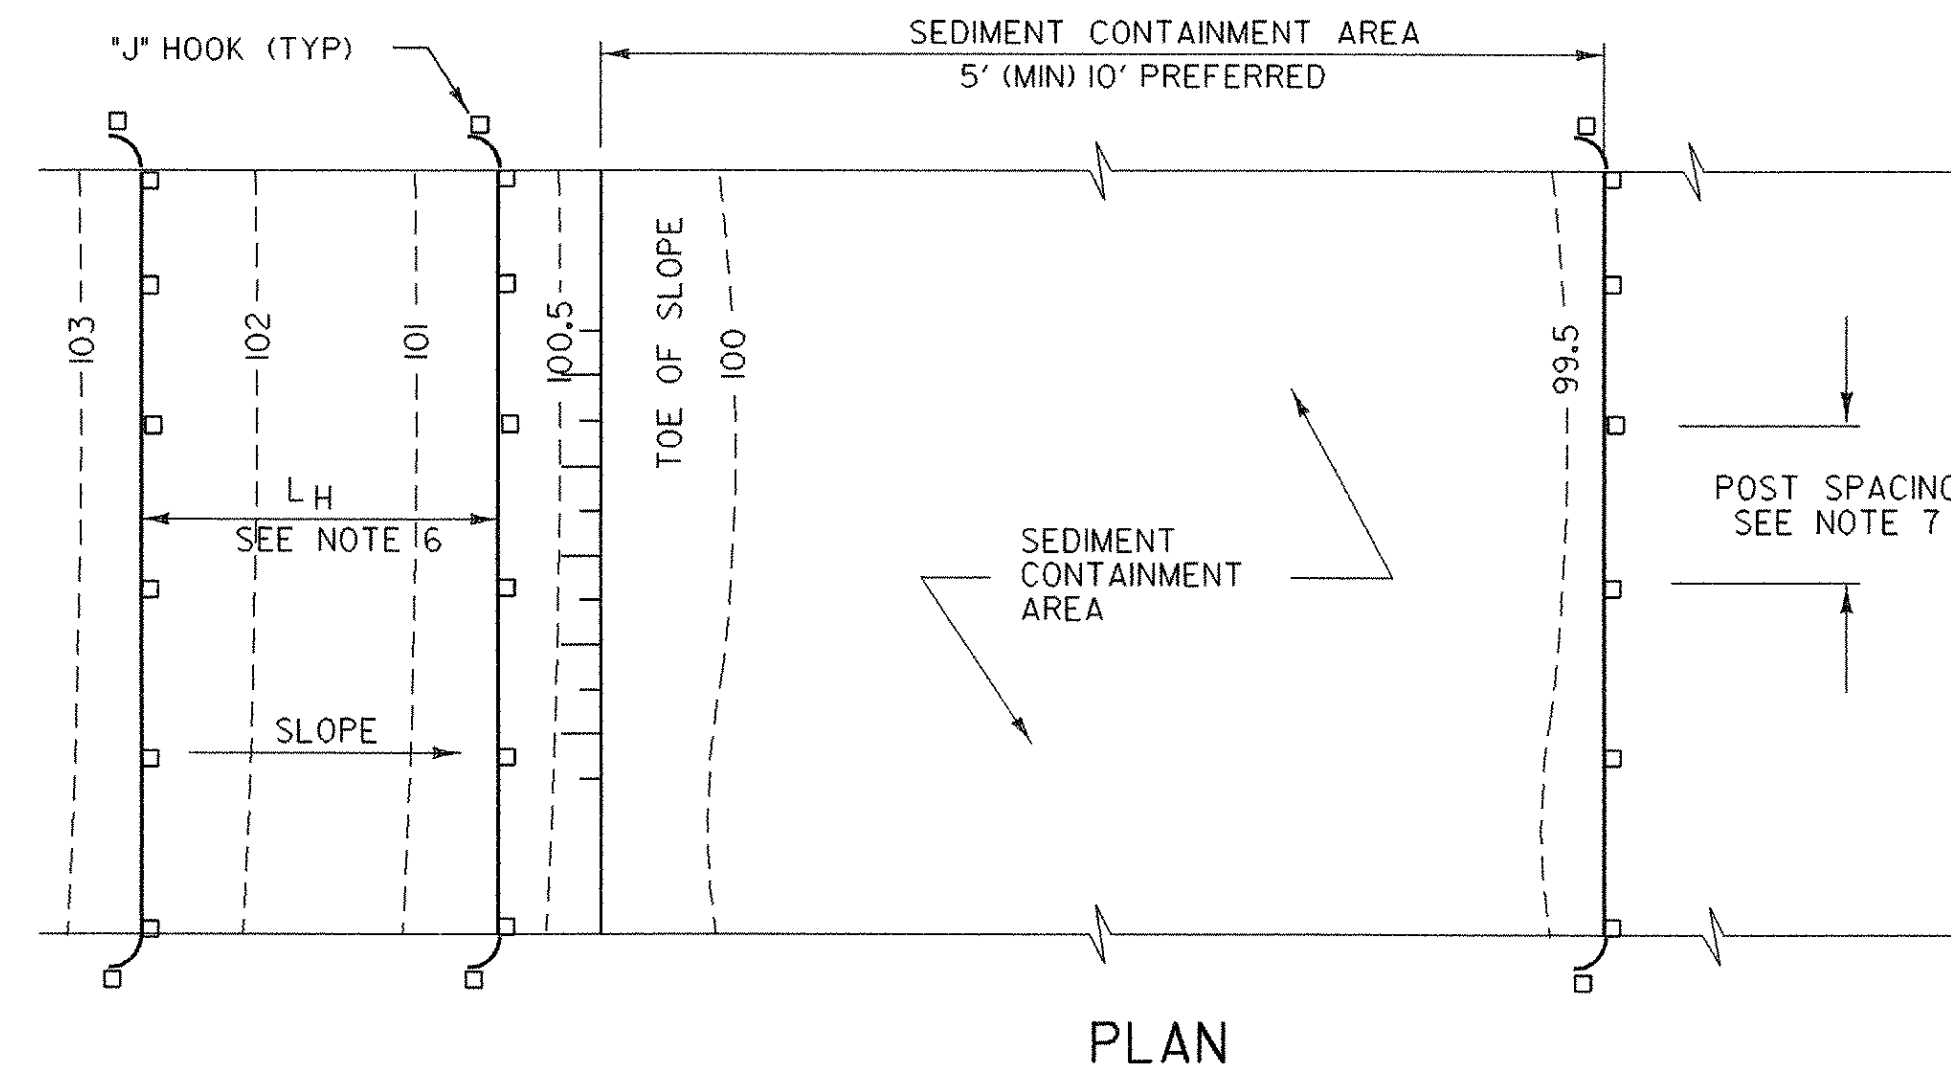 SEDIMENT CONTAINMENT AREA
"J" HOOK (TYP)
5' (MIN) 10' PREFERRED
TOE OF SLOPE
103
102
101
100.5
100
99.5
LH
SEE NOTE 6
POST SPACING
SEE NOTE 7
SEDIMENT
CONTAINMENT
AREA
SLOPE
PLAN